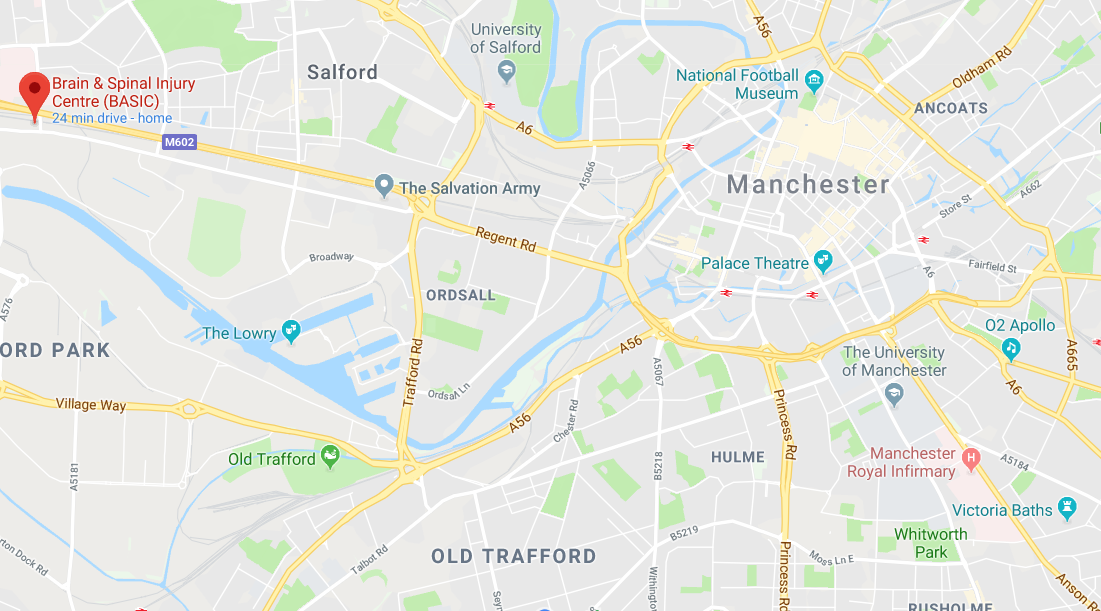 A56
University
of Salford
Salford
Oldham Rd
National Football
Museum
Brain & Spinal Injury
Centre (BASIC)
24 min drive - home
ANCOATS
A6
M602
A5066
The Salvation Army
Manchester
A662
Store St
Regent Rd
Broadway
Palace Theatre
Fairfield St
A6
A576
ORDSALL
The Lowry
O2 Apollo
ORD PARK
Trafford Rd
A56
A665
The University
of Manchester
A5067
A6
Ordsall Ln
Village Way
A56
Chester Rd
Princess Rd
Old Trafford
A5181
B5218
HULME
Manchester
Royal Infirmary
A5184
Victoria Baths
B5219
Whitworth
Park
OLD TRAFFORD
Talbot Rd
Moss Ln E
rton Dock Rd
Princess Rd
Withington
Sey
Anson R
RUSHOLME